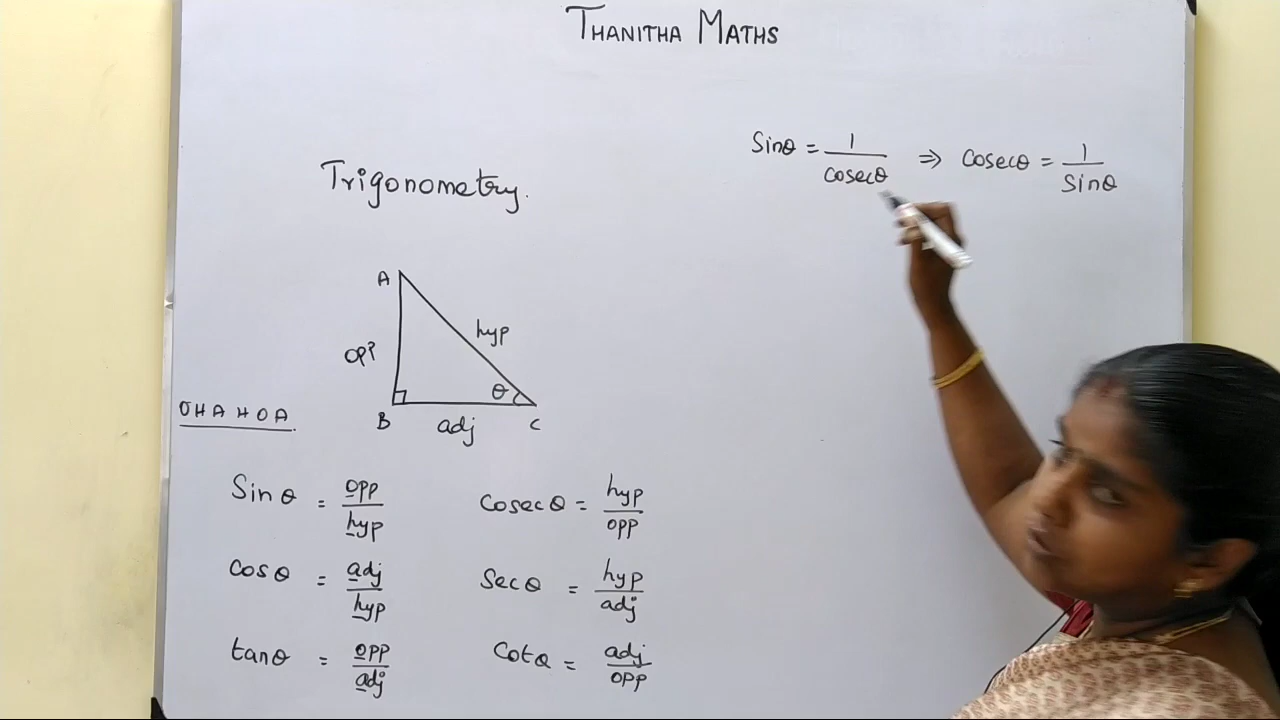 THANITHA MATHS
Trigonometry.
A
opp
hyp
θ
B
adj
C
OHAHOA
Sinθ = opp/hyp
Cosecθ = hyp/opp
cosθ = adj/hyp
Secθ = hyp/adj
tanθ = opp/adj
Cotθ = adj/opp
Sinθ = 1/cosecθ ⇒ Cosecθ = 1/Sinθ